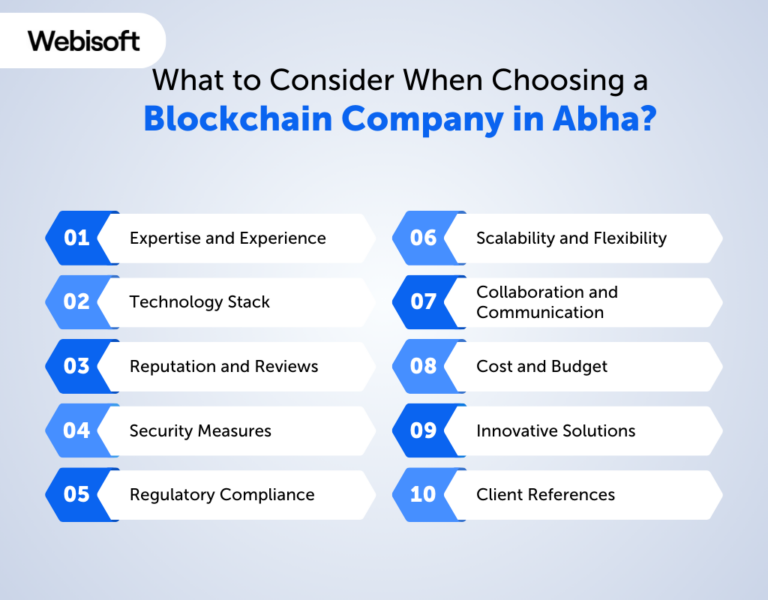 Webisoft
What to Consider When Choosing a
Blockchain Company in Abha?
01
Expertise and Experience
02
Technology Stack
03
Reputation and Reviews
04
Security Measures
05
Regulatory Compliance
06
Scalability and Flexibility
07
Collaboration and
Communication
08
Cost and Budget
09
Innovative Solutions
10
Client References